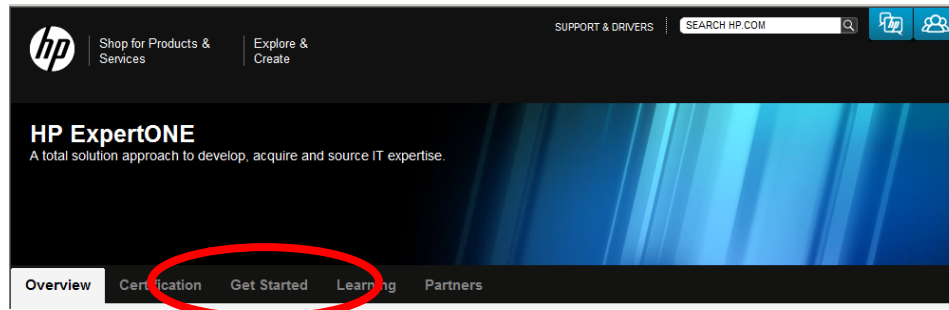 SUPPORT & DRIVERS SEARCH HP.COM
hp
Shop for Products &
Services
Explore &
Create
HP ExpertONE
A total solution approach to develop, acquire and source IT expertise.
Overview Certification Get Started Learning Partners